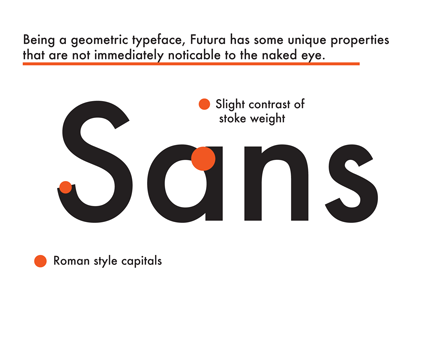 Being a geometric typeface, Futura has some unique properties
that are not immediately noticable to the naked eye.
Slight contrast of
stoke weight
Sans
Roman style capitals